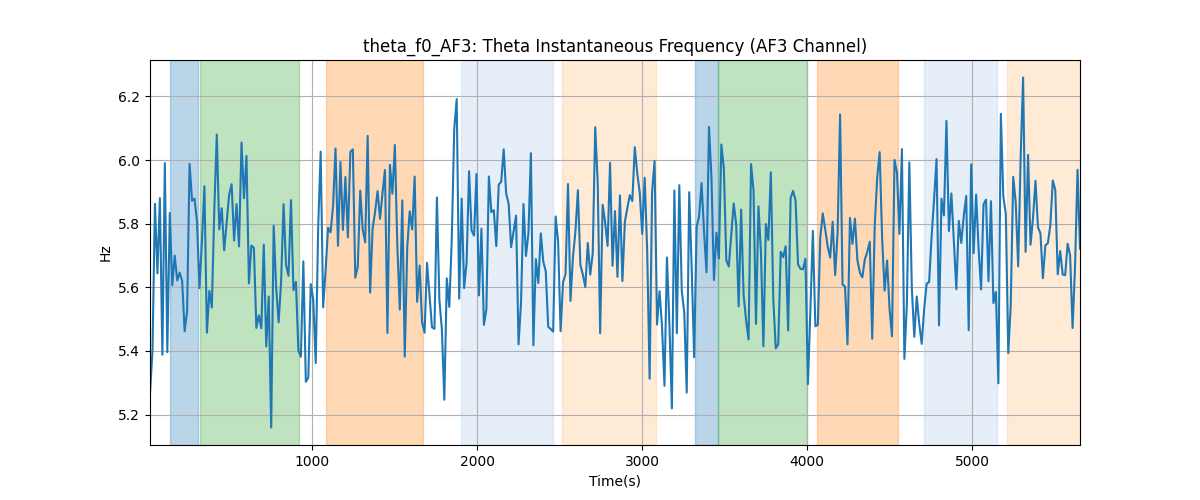 theta_f0_AF3: Theta Instantaneous Frequency (AF3 Channel)
6.2
6.0
5.8
5.6
5.4
5.2
Hz
1000 2000 3000 4000 5000
Time(s)